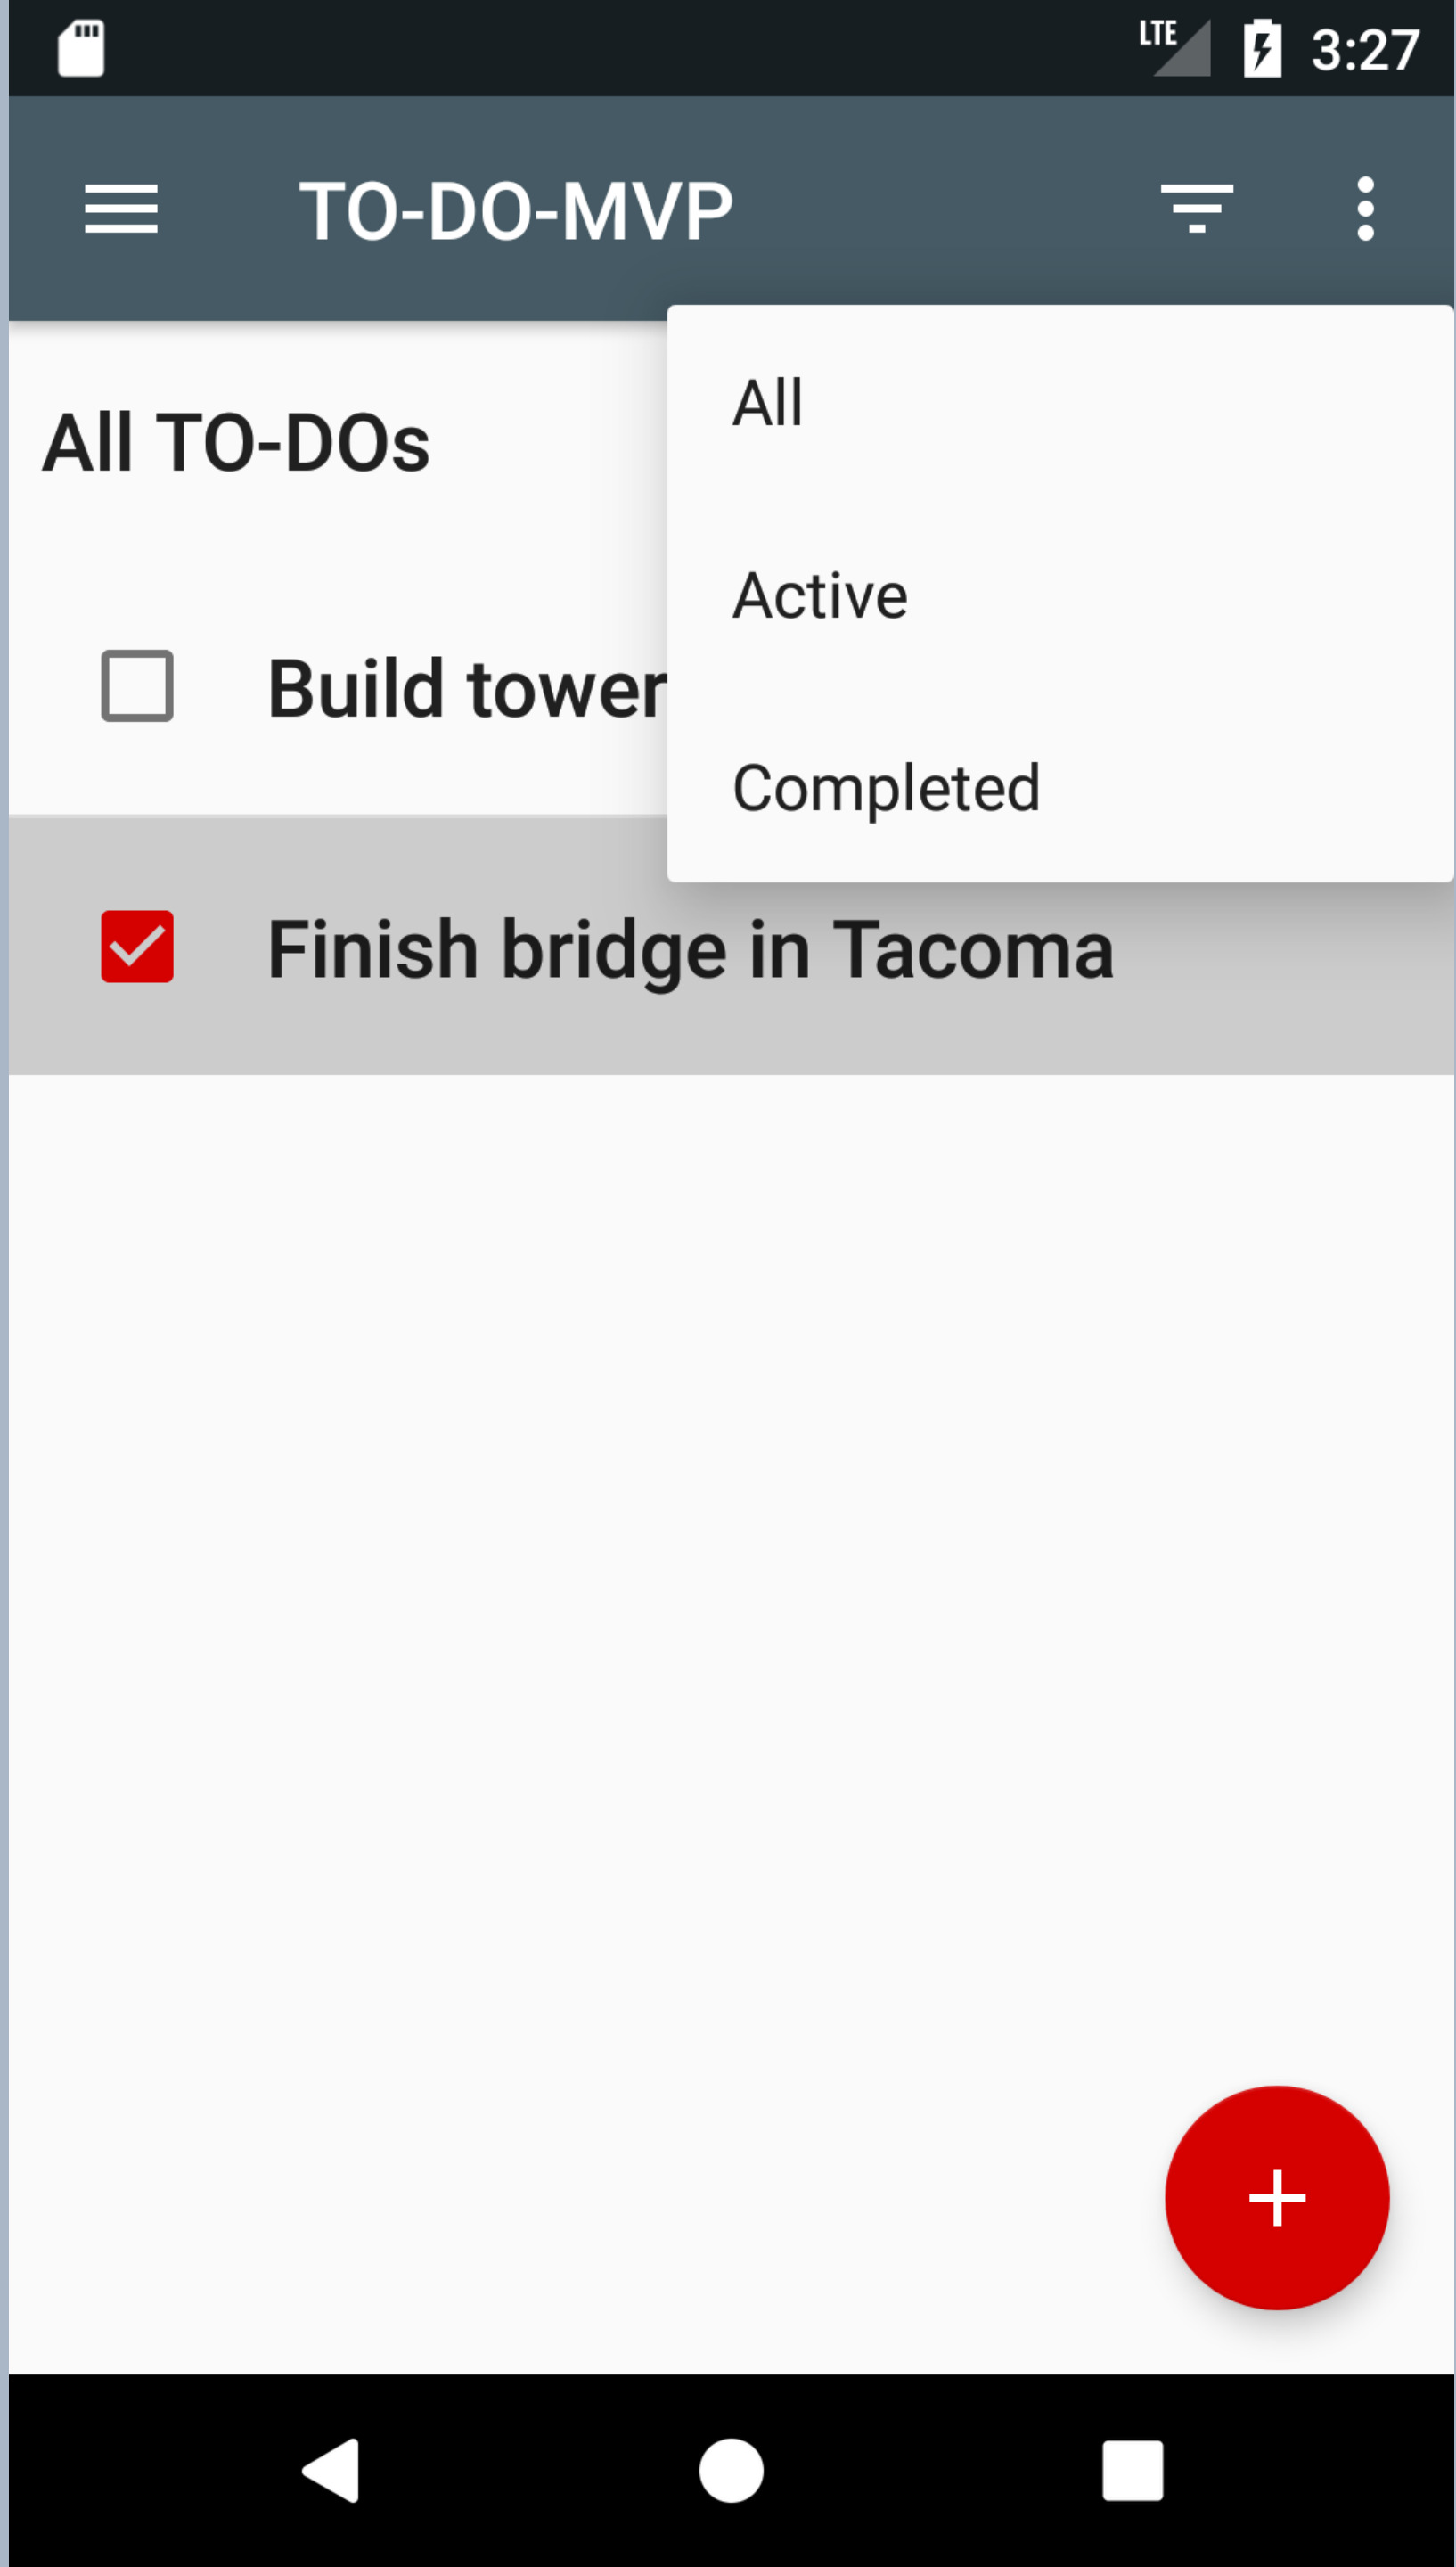 LTE 3:27
TO-DO-MVP
All
All TO-DOs
Active
Build tower
Completed
Finish bridge in Tacoma